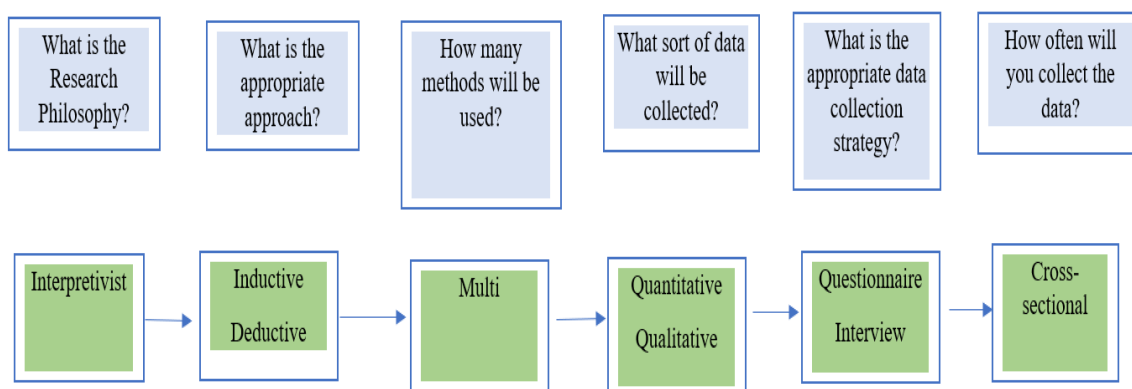 What is the
Research
Philosophy?
What is the
appropriate
approach?
How many
methods will be
used?
What sort of data
will be
collected?
What is the
appropriate data
collection
strategy?
How often will
you collect the
data?
Interpretivist
Inductive
Deductive
Multi
Quantitative
Qualitative
Questionnaire
Interview
Cross-
sectional